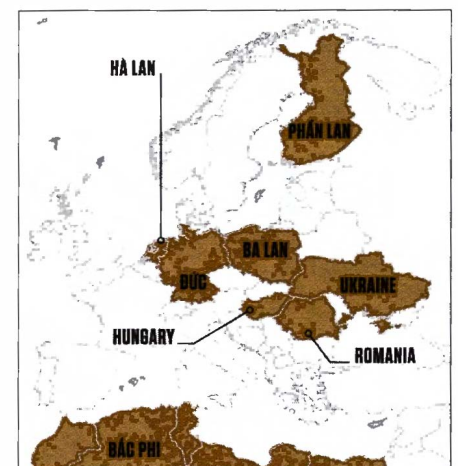 HÀ LAN
PHẦN LAN
BA LAN
ĐỨC
UKRAINE
HUNGARY
ROMANIA
BẮC PHI